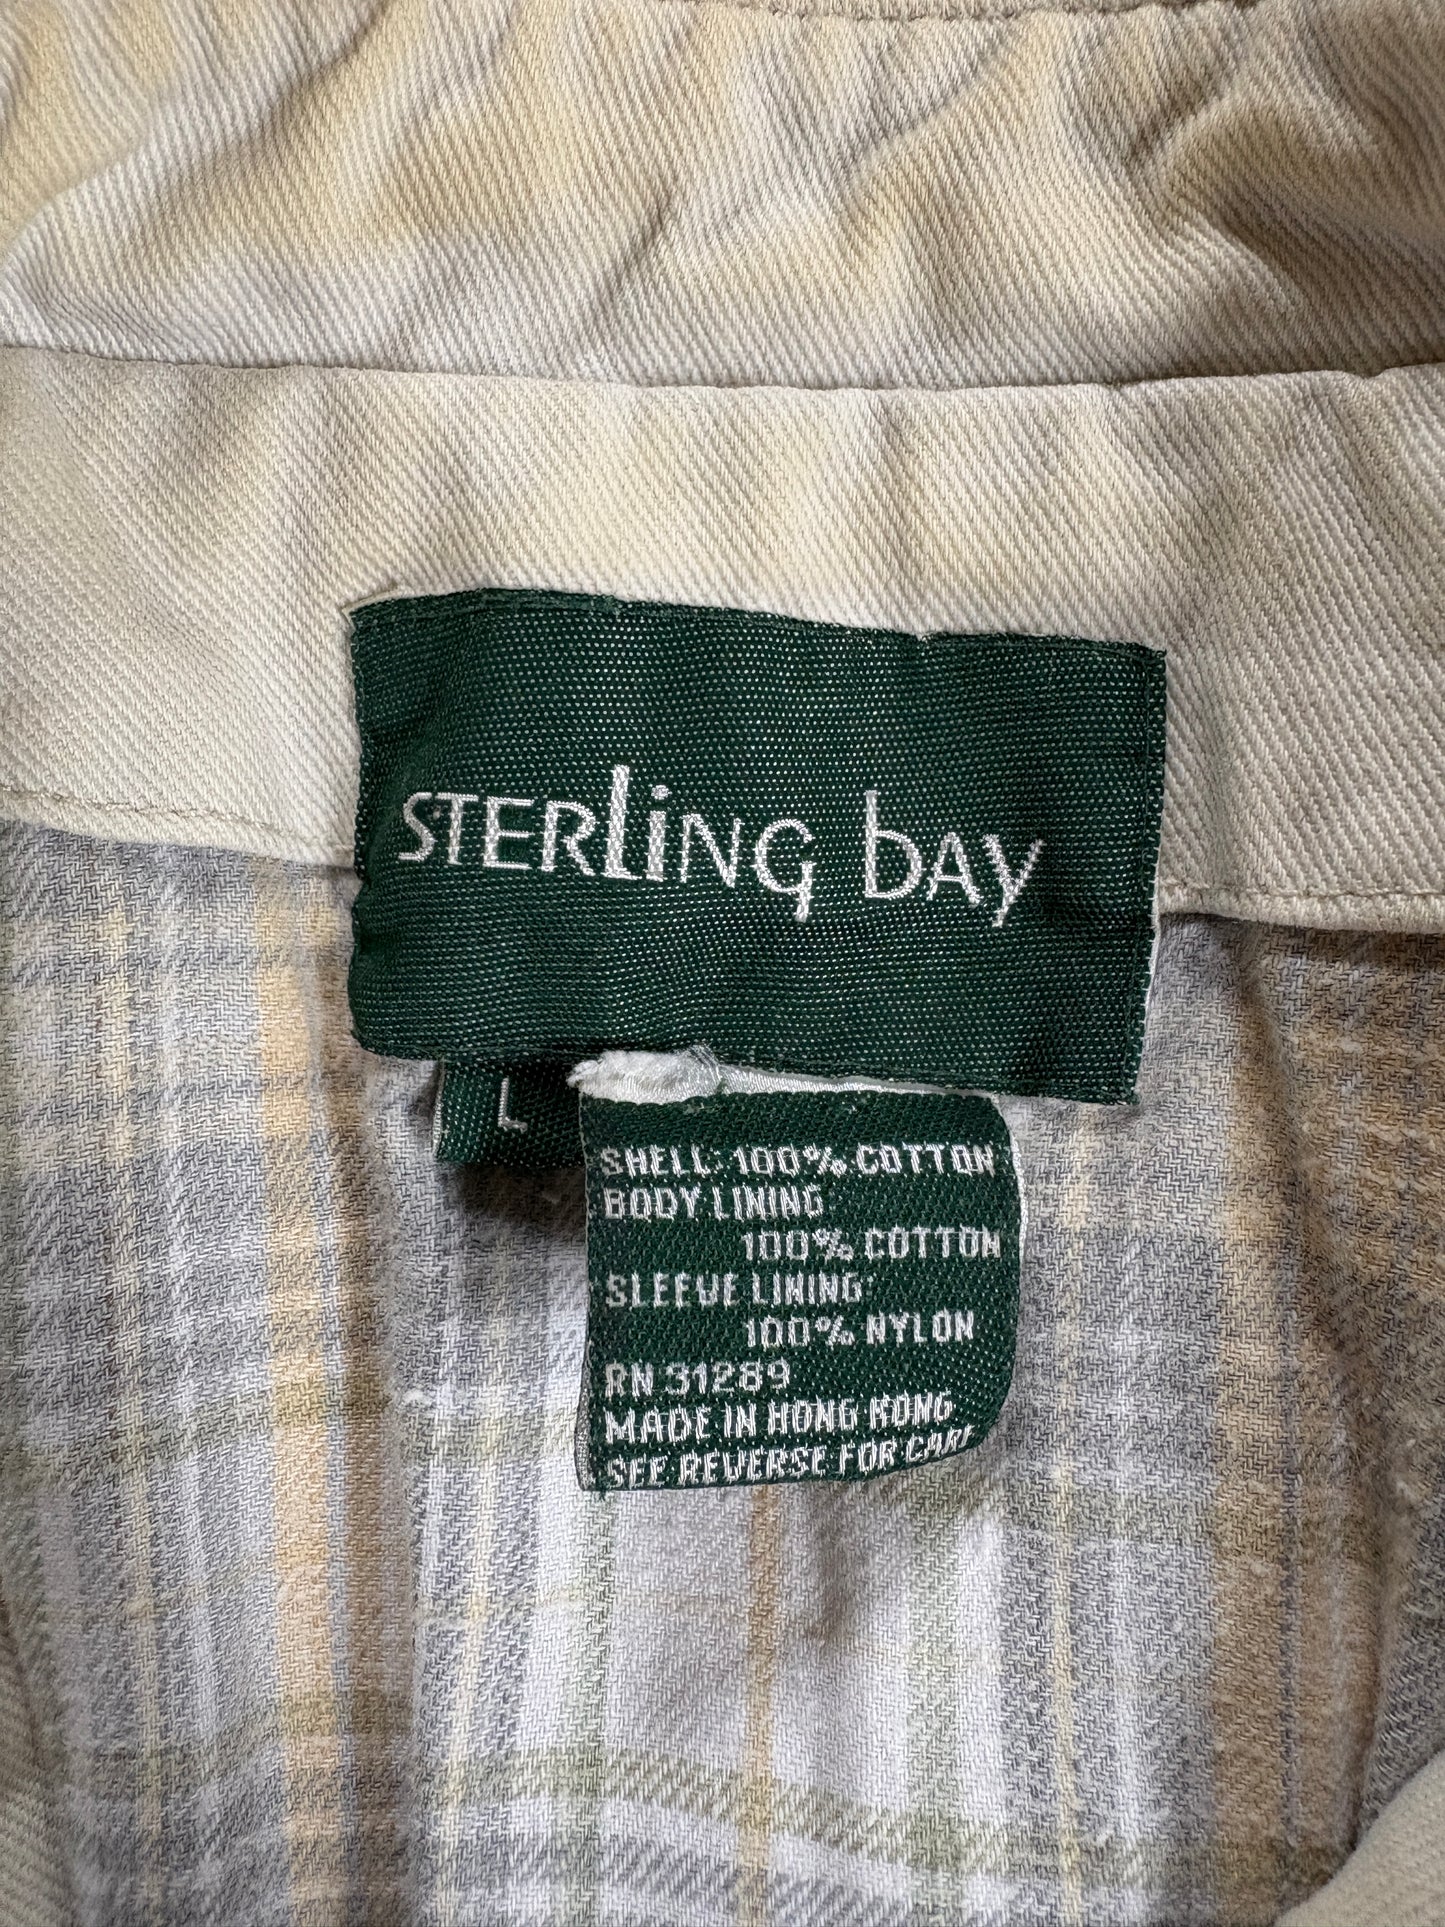 STERLING BAY
L
SHELL: 100% COTTON
BODY LINING:
100% COTTON
SLEEVE LINING:
100% NYLON
RN 31289
MADE IN HONG KONG
SEE REVERSE FOR CARE